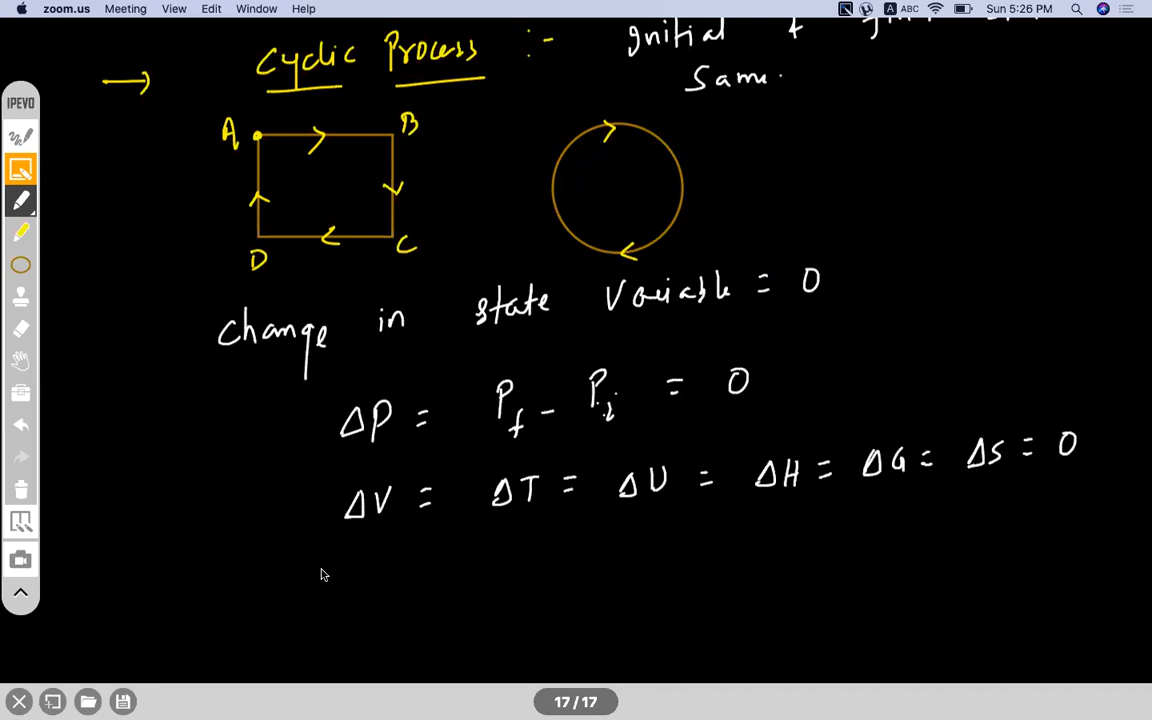 zoom.us Meeting View Edit Window Help A ABC Sun 5:26 PM
Initial &
→ Cyclic Process :- Same.
IPEVO
A B
D C
Change in state Variable = 0
ΔP = Pf - Pi = 0
ΔV = ΔT = ΔU = ΔH = ΔG = ΔS = 0
17/17